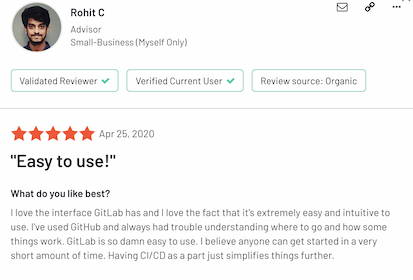 Rohit C
Advisor
Small-Business (Myself Only)
Validated Reviewer
Verified Current User
Review source: Organic
Apr 25, 2020
"Easy to use!"
What do you like best?
I love the interface GitLab has and I love the fact that it's extremely easy and intuitive to
use. I've used GitHub and always had trouble understanding where to go and how some
things work. GitLab is so damn easy to use. I believe anyone can get started in a very
short amount of time. Having CI/CD as a part just simplifies things further.